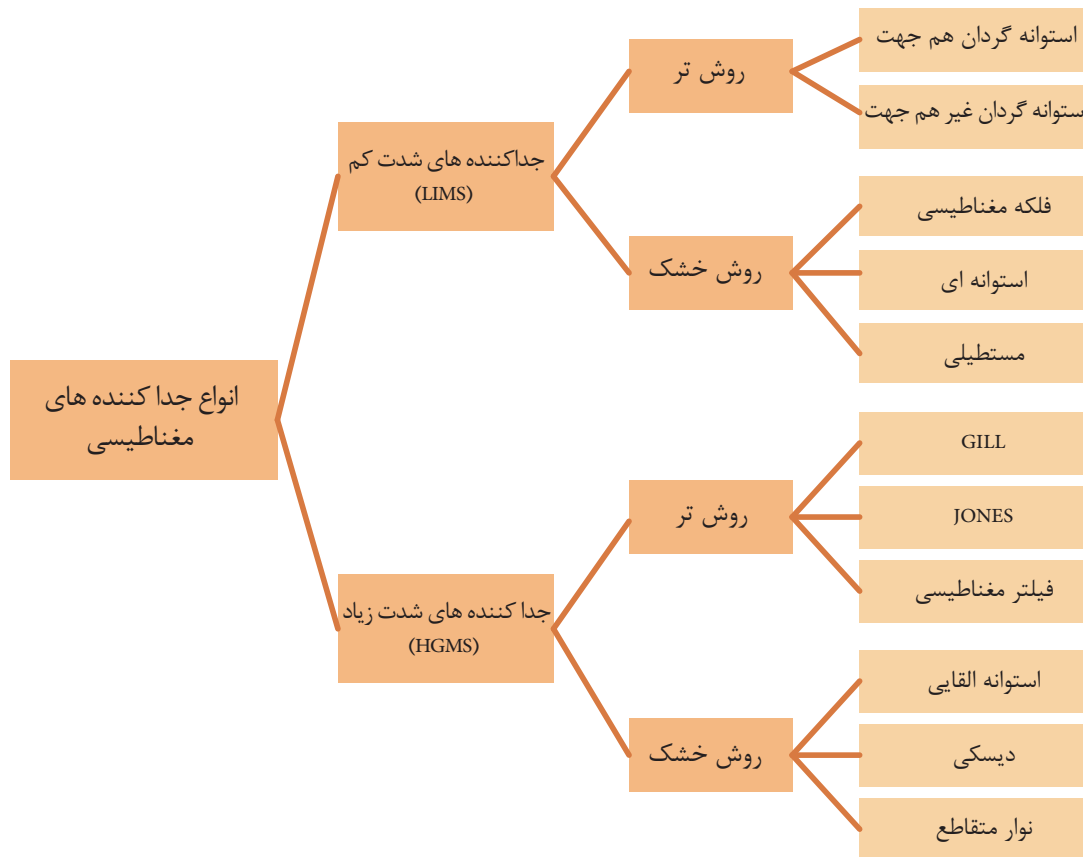 انواع جدا کننده های
مغناطیسی
جداکننده های شدت کم
(LIMS)
روش تر
استوانه گردان هم جهت
ستوانه گردان غیر هم جهت
روش خشک
فلکه مغناطیسی
استوانه ای
مستطیلی
جدا کننده های شدت زیاد
(HGMS)
روش تر
GILL
JONES
فیلتر مغناطیسی
روش خشک
استوانه القایی
دیسکی
نوار متقاطع